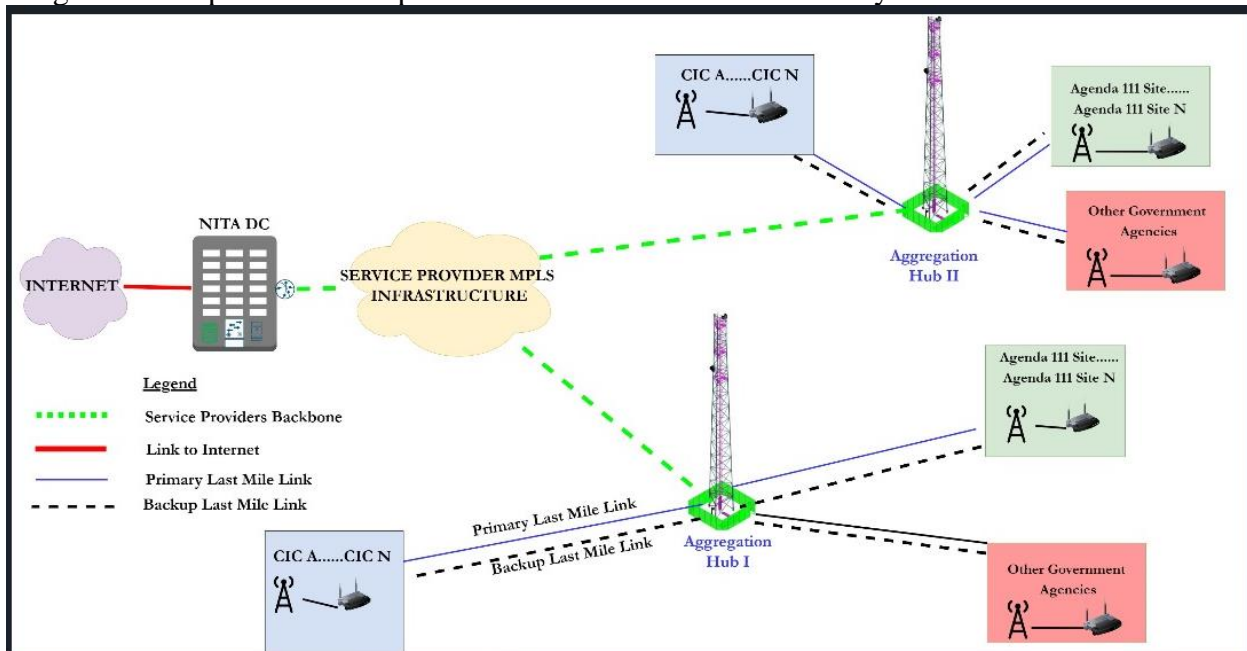 CIC A......CIC N
Agenda 111 Site......
Agenda 111 Site N
Other Government
Agencies
Aggregation
Hub II
NITA DC
INTERNET
SERVICE PROVIDER MPLS
INFRASTRUCTURE
Legend
Service Providers Backbone
Link to Internet
Primary Last Mile Link
Backup Last Mile Link
Agenda 111 Site......
Agenda 111 Site N
Primary Last Mile Link
Backup Last Mile Link
Aggregation
Hub I
CIC A......CIC N
Other Government
Agencies